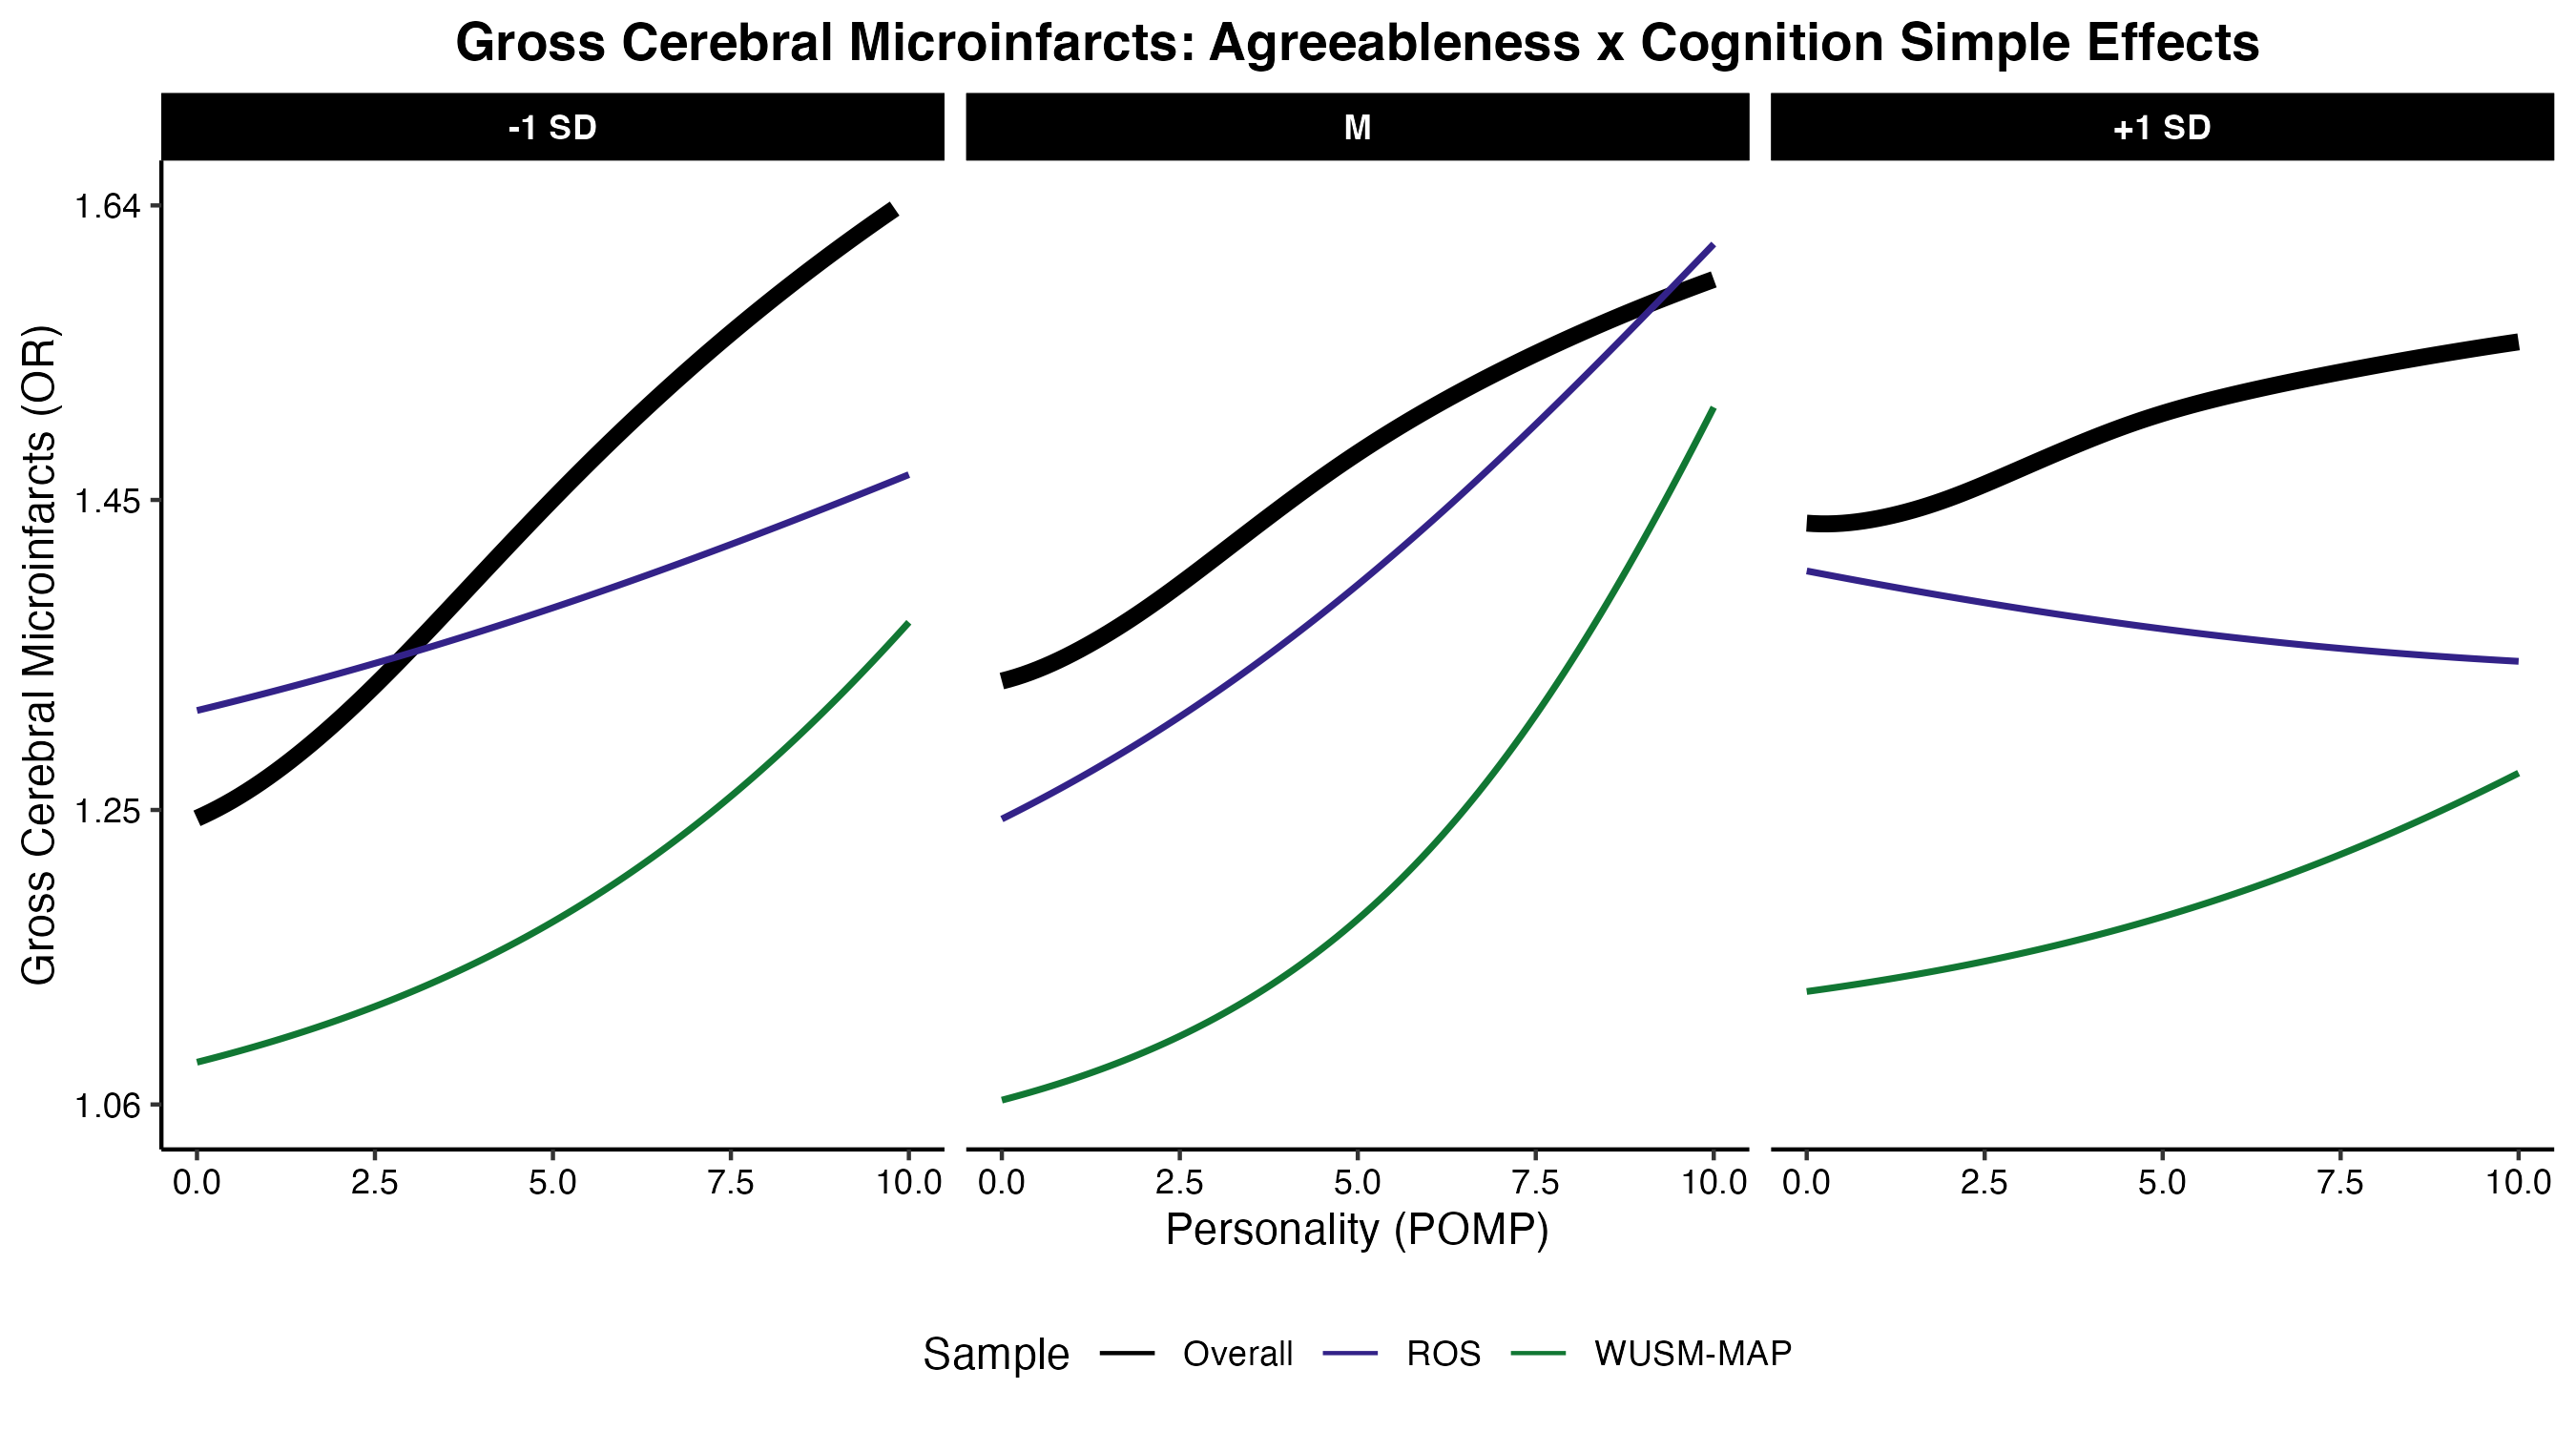 Gross Cerebral Microinfarcts: Agreeableness x Cognition Simple Effects
-1 SD M +1 SD
Gross Cerebral Microinfarcts (OR)
1.64
1.45
1.25
1.06
0.0 2.5 5.0 7.5 10.0 0.0 2.5 5.0 7.5 10.0 0.0 2.5 5.0 7.5 10.0
Personality (POMP)
Sample Overall ROS WUSM-MAP